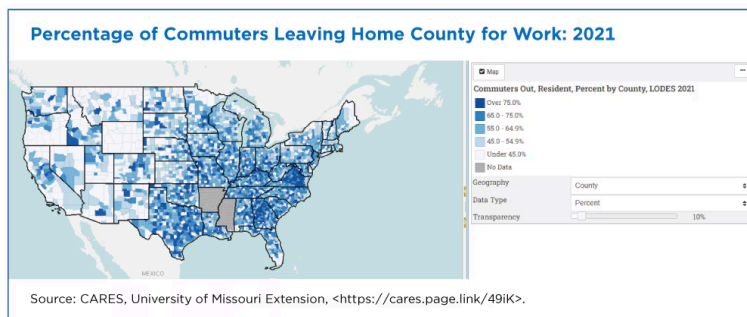 Percentage of Commuters Leaving Home County for Work: 2021
Map
Commuters Out, Resident, Percent by County, LODES 2021
Over 75.0%
65.0 - 75.0%
55.0 - 64.9%
45.0 - 54.9%
Under 45.0%
No Data
Geography
County
Data Type
Percent
Transparency
10%
MEXICO
Source: CARES, University of Missouri Extension, <https://cares.page.link/49iK>.